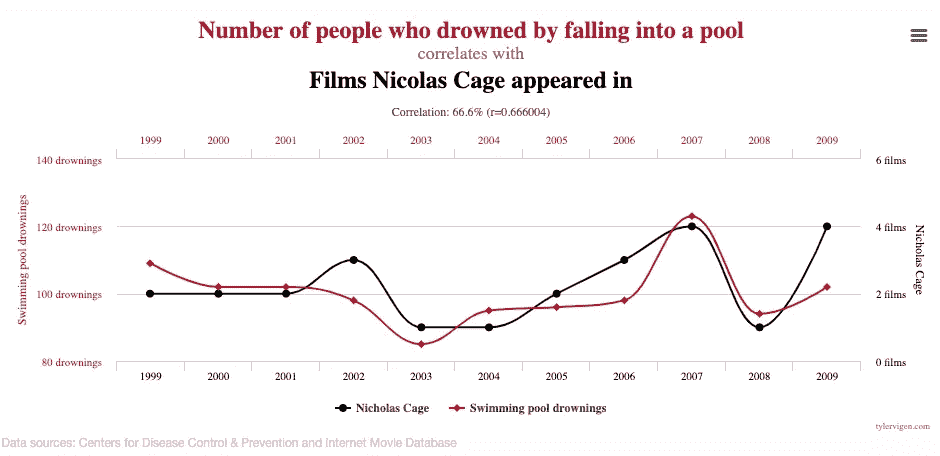 Number of people who drowned by falling into a pool
correlates with
Films Nicolas Cage appeared in
Correlation: 66.6% (r=0.666004)
1999 2000 2001 2002 2003 2004 2005 2006 2007 2008 2009
140 drownings 6 films
120 drownings 4 films
100 drownings 2 films
80 drownings 0 films
Swimming pool drownings
Nicholas Cage
1999 2000 2001 2002 2003 2004 2005 2006 2007 2008 2009
Nicholas Cage Swimming pool drownings
tylervigen.com
Data sources: Centers for Disease Control & Prevention and Internet Movie Database